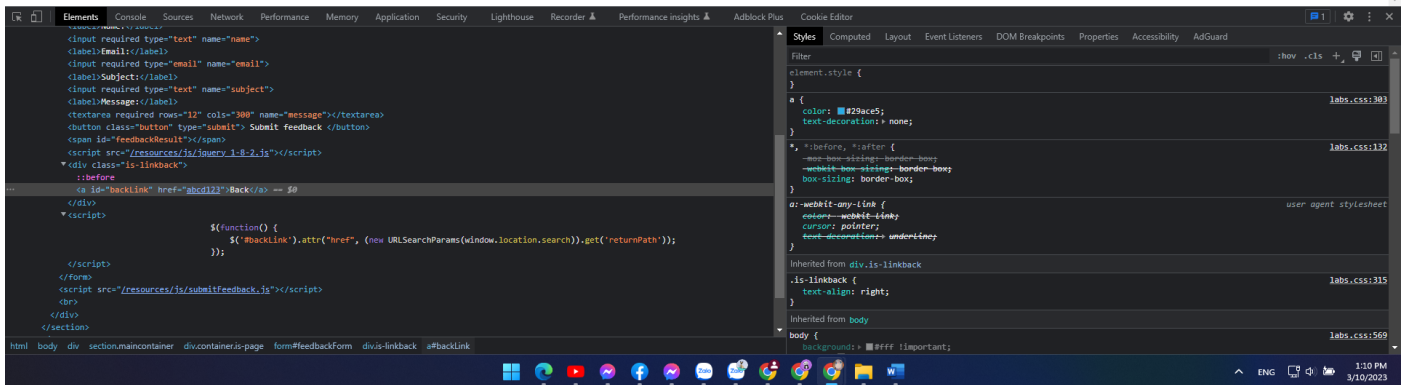 Elements Console Sources Network Performance Memory Application Security Lighthouse Recorder Performance insights Adblock Plus Cookie Editor 1
<input required type="text" name="name">
<label>Email:</label>
<input required type="email" name="email">
<label>Subject:</label>
<input required type="text" name="subject">
<label>Message:</label>
<textarea required rows="12" cols="300" name="message"></textarea>
<button class="button" type="submit"> Submit feedback </button>
<span id="feedbackResult"></span>
<script src="/resources/js/jquery_1-8-2.js"></script>
▼<div class="is-linkback">
::before
··· <a id="backLink" href="abcd123">Back</a> == $0
</div>
▼<script>
$(function() {
$('#backLink').attr("href", (new URLSearchParams(window.location.search)).get('returnPath'));
});
</script>
</form>
<script src="/resources/js/submitFeedback.js"></script>
<br>
</div>
</section>
html body div section.maincontainer div.container.is-page form#feedbackForm div.is-linkback a#backLink
Styles Computed Layout Event Listeners DOM Breakpoints Properties Accessibility AdGuard
Filter :hov .cls +
element.style {
}
a { labs.css:303
color: #29ace5;
text-decoration: none;
}
*, *:before, *:after { labs.css:132
-moz-box-sizing: border-box;
-webkit-box-sizing: border-box;
box-sizing: border-box;
}
a:-webkit-any-link { user agent stylesheet
color: -webkit-link;
cursor: pointer;
text-decoration: underline;
}
Inherited from div.is-linkback
.is-linkback { labs.css:315
text-align: right;
}
Inherited from body
body { labs.css:569
background: #fff !important;
Zalo Zalo ENG 1:10 PM
3/10/2023